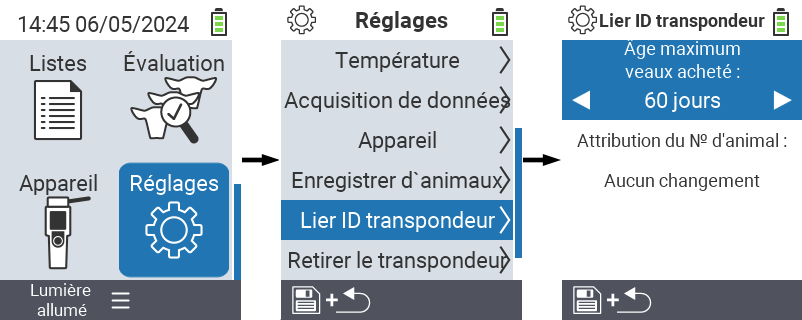 14:45 06/05/2024
Listes
Évaluation
Appareil
Réglages
Lumière
allumé
Réglages
Température
Acquisition de données
Appareil
Enregistrer d`animaux
Lier ID transpondeur
Retirer le transpondeur
+
Lier ID transpondeur
Âge maximum
veaux acheté :
60 jours
Attribution du № d'animal :
Aucun changement
+